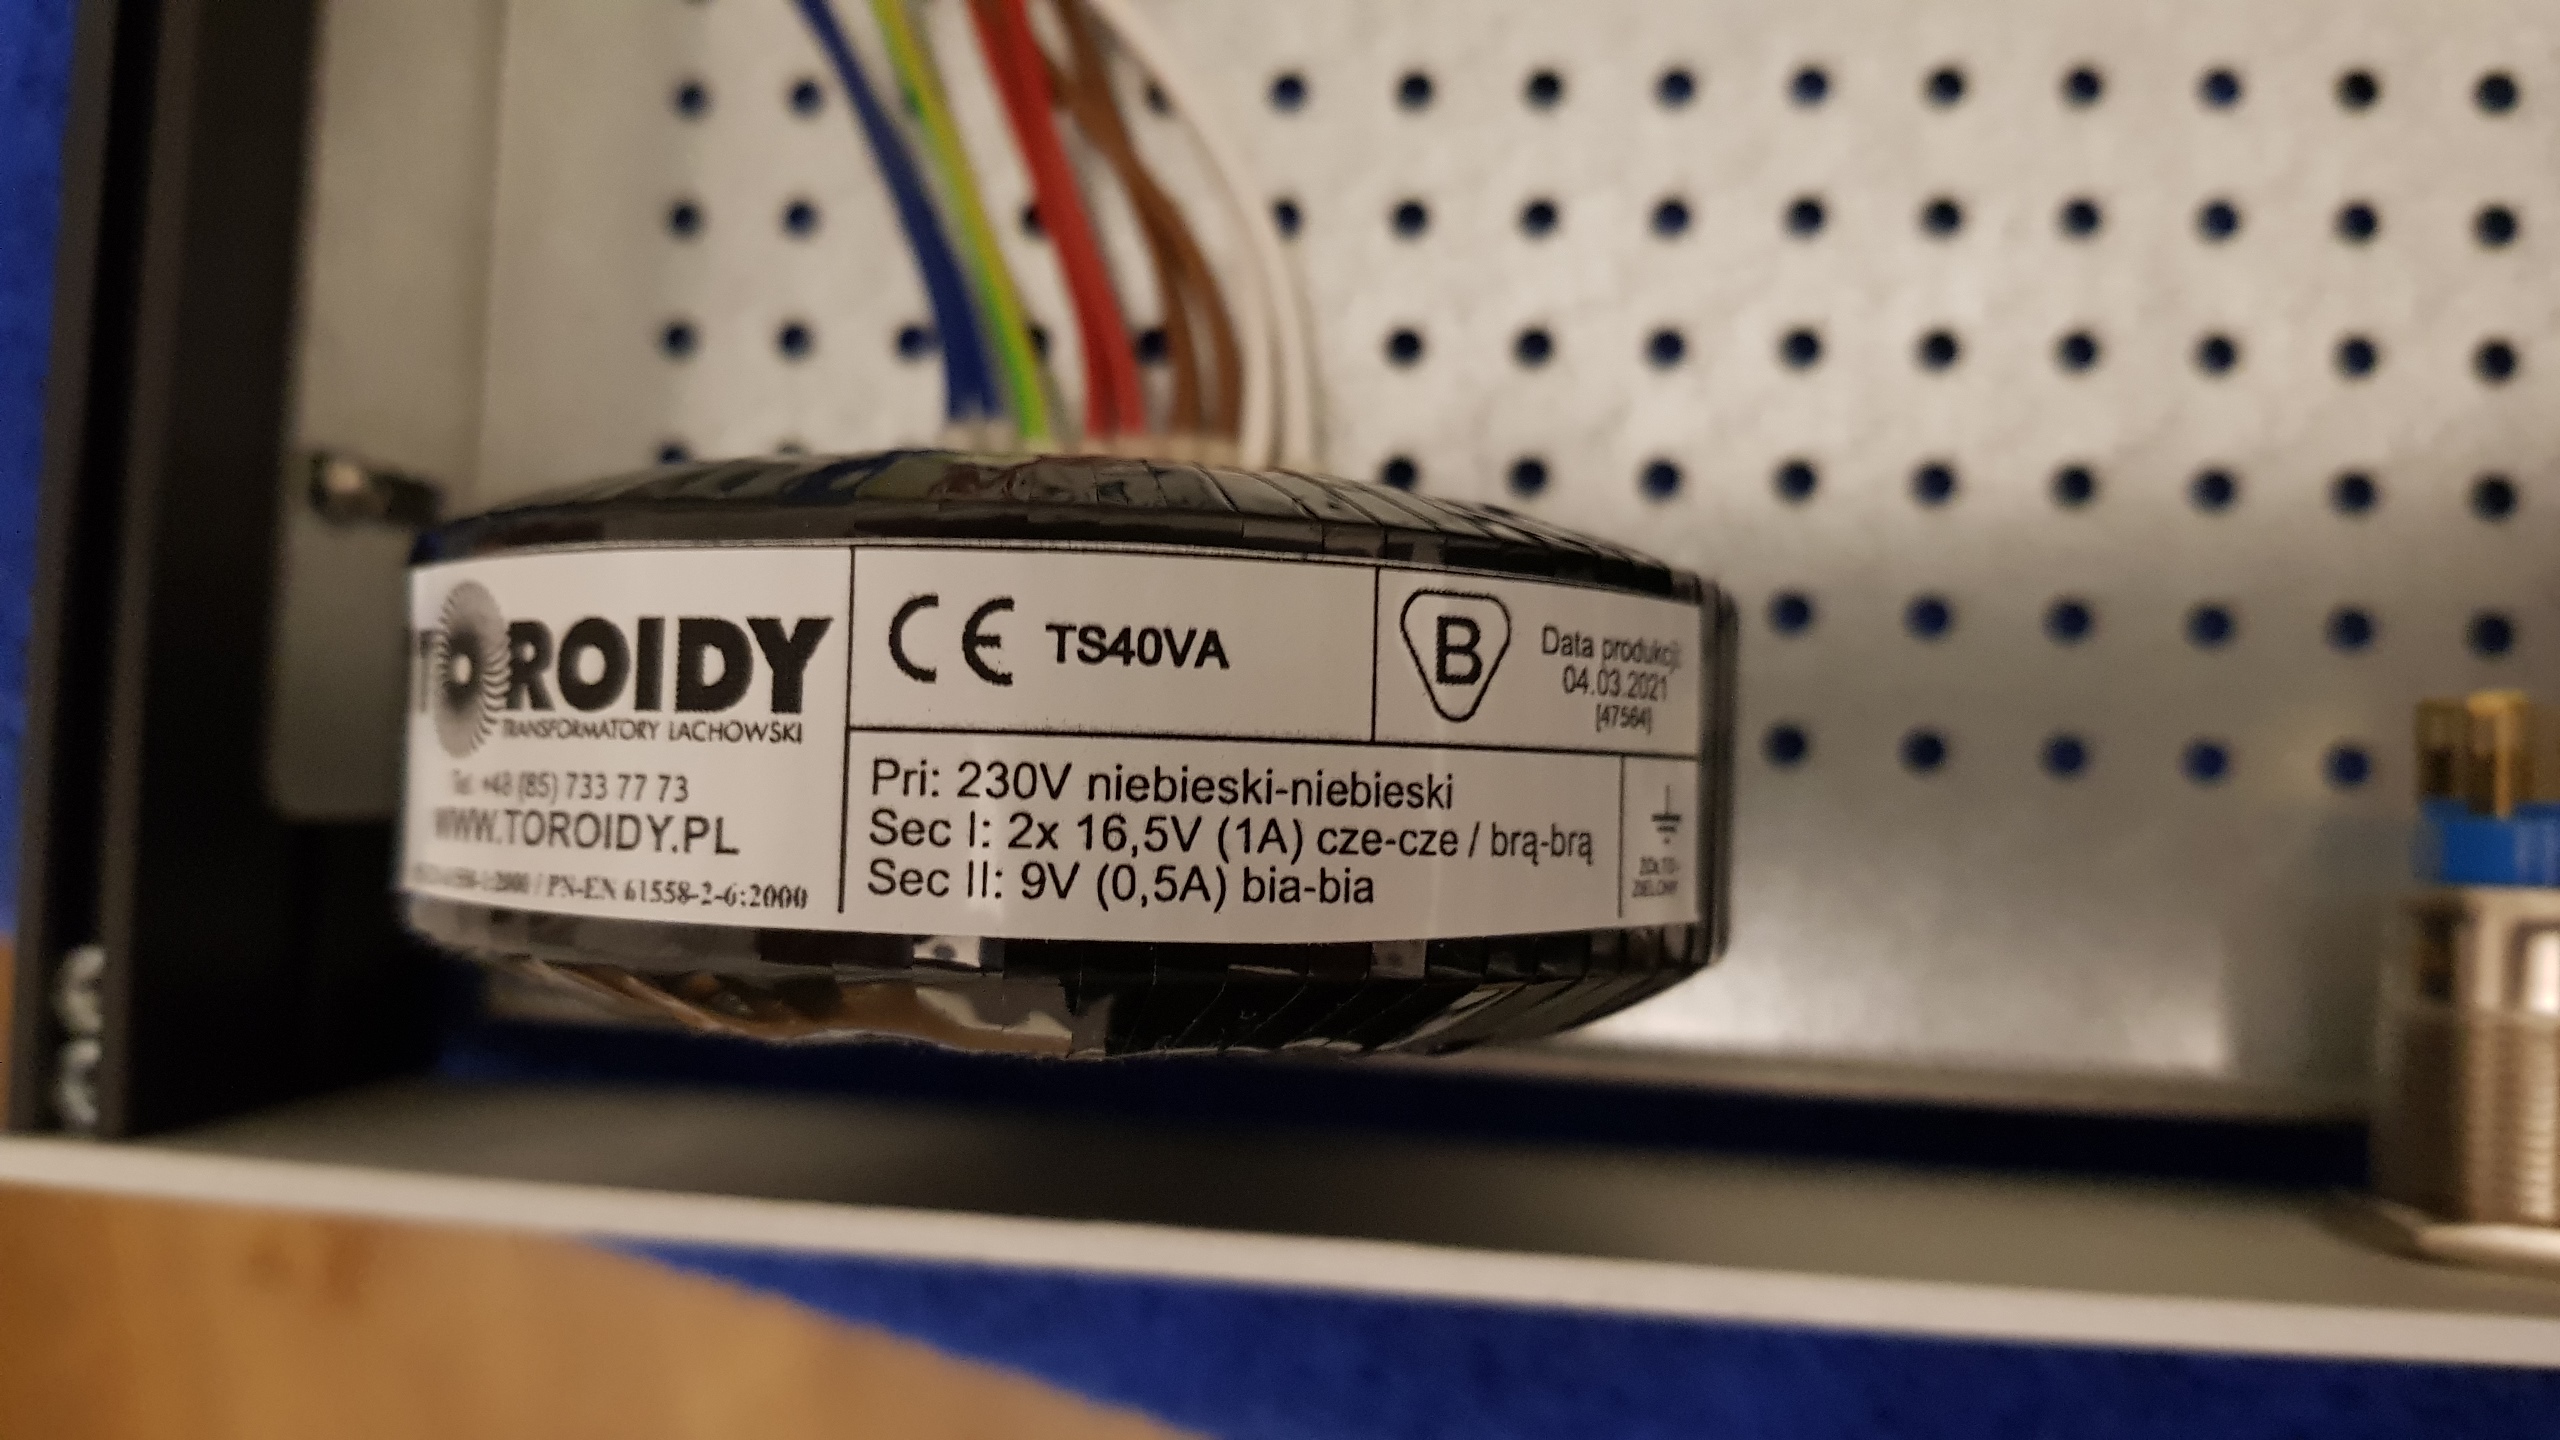 TOROIDY
TRANSFORMATORY LACHOWSKI
Tel: +48 (85) 733 77 73
WWW.TOROIDY.PL
/ PN-EN 61558-2-6:2000
CE TS40VA
B
Data produkcji:
04.03.2021
[47564]
Pri: 230V niebieski-niebieski
Sec I: 2x 16,5V (1A) cze-cze / brą-brą
Sec II: 9V (0,5A) bia-bia
ŻÓŁTO-
ZIELONY